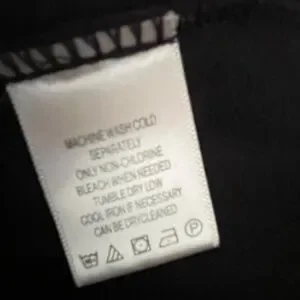 MACHINE WASH COLD
SEPARATELY
ONLY NON-CHLORINE
BLEACH WHEN NEEDED
TUMBLE DRY LOW
COOL IRON IF NECESSARY
CAN BE DRYCLEANED
P